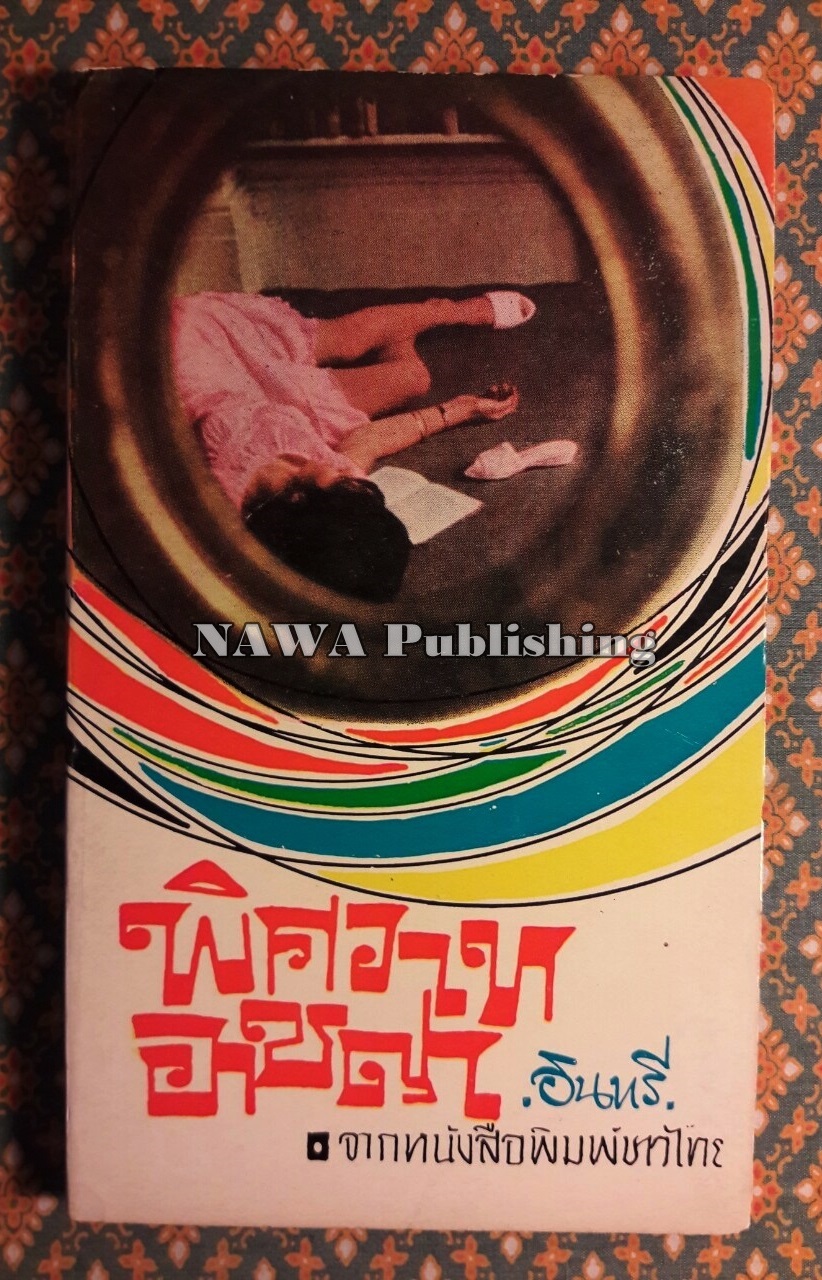 NAWA Publishing
พิศวาท
อาชญา
.อินทรี.
จากหนังสือพิมพ์ชาวไทย